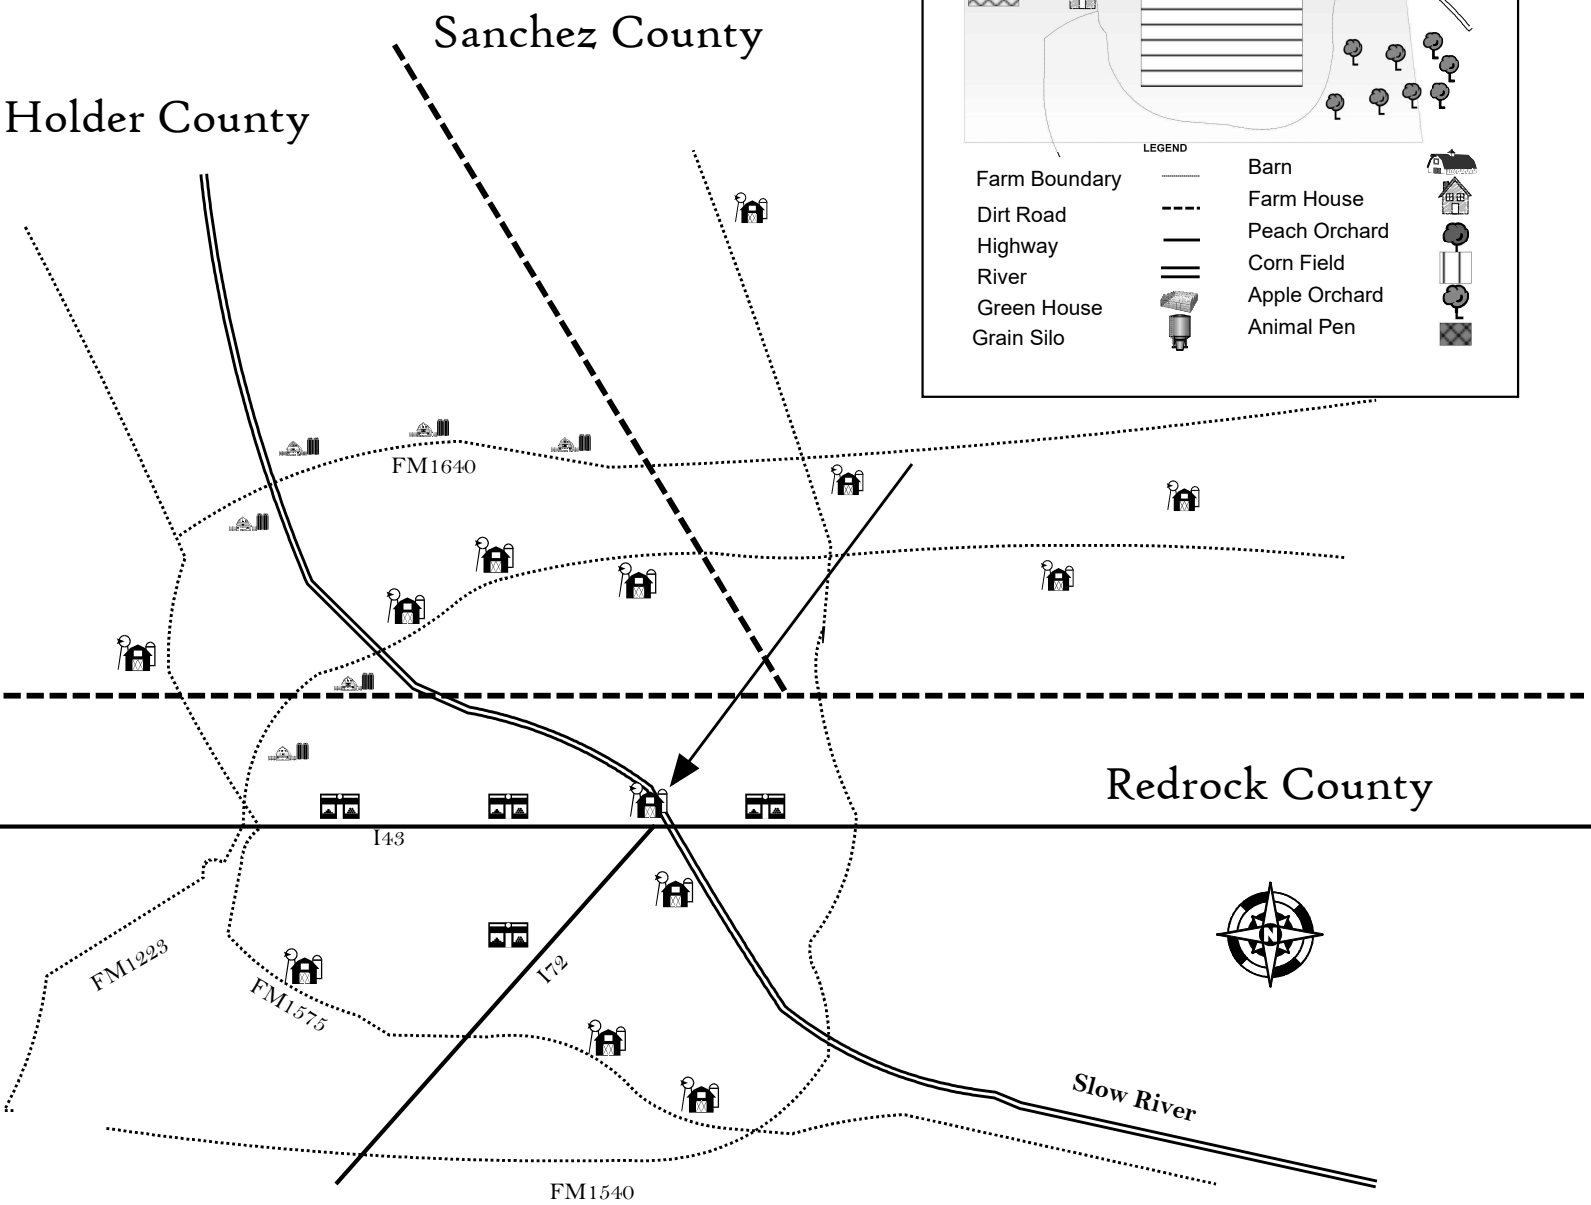 Sanchez County
Holder County
LEGEND
Farm Boundary
Dirt Road
Highway
River
Green House
Grain Silo
Barn
Farm House
Peach Orchard
Corn Field
Apple Orchard
Animal Pen
FM1640
Redrock County
I43
N
FM1223
I72
FM1575
Slow River
FM1540